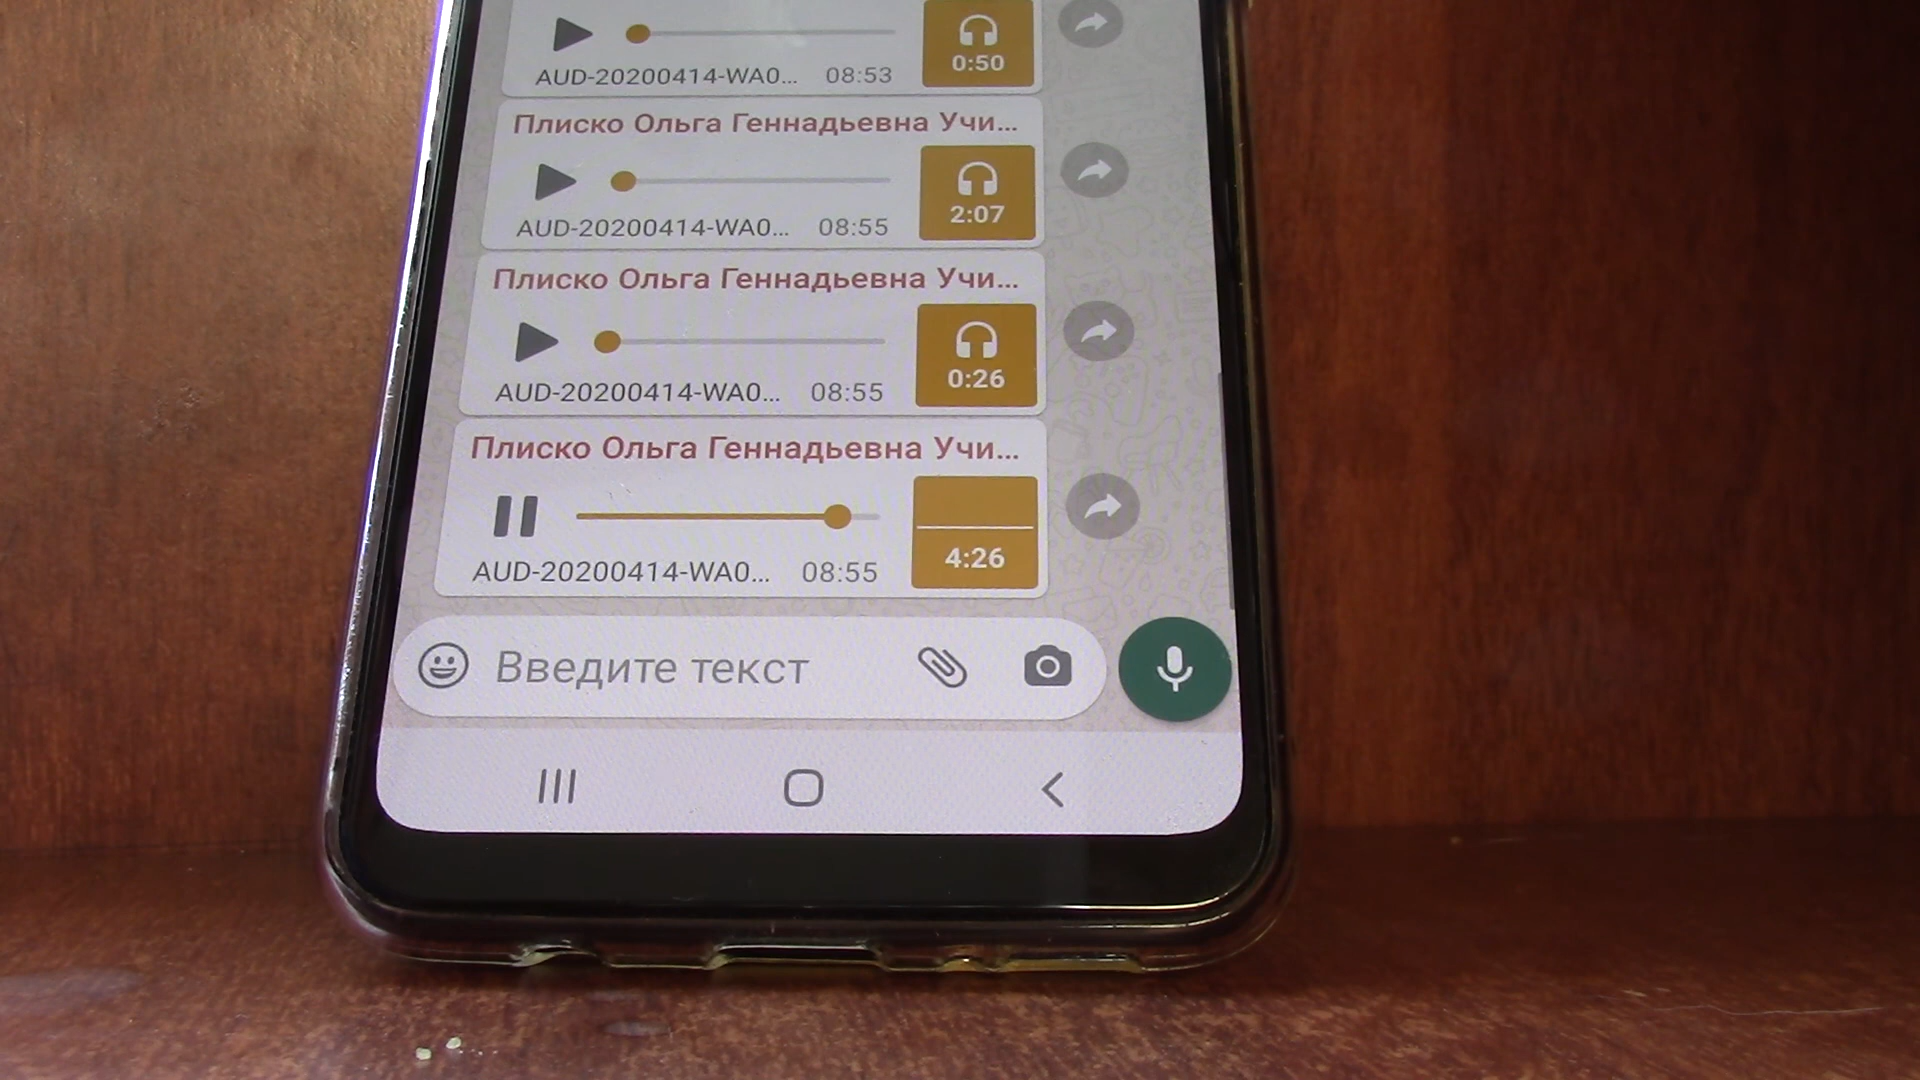 0:50
AUD-20200414-WA0... 08:53
Плиско Ольга Геннадьевна Учи...
2:07
AUD-20200414-WA0... 08:55
Плиско Ольга Геннадьевна Учи...
0:26
AUD-20200414-WA0... 08:55
Плиско Ольга Геннадьевна Учи...
4:26
AUD-20200414-WA0... 08:55
Введите текст